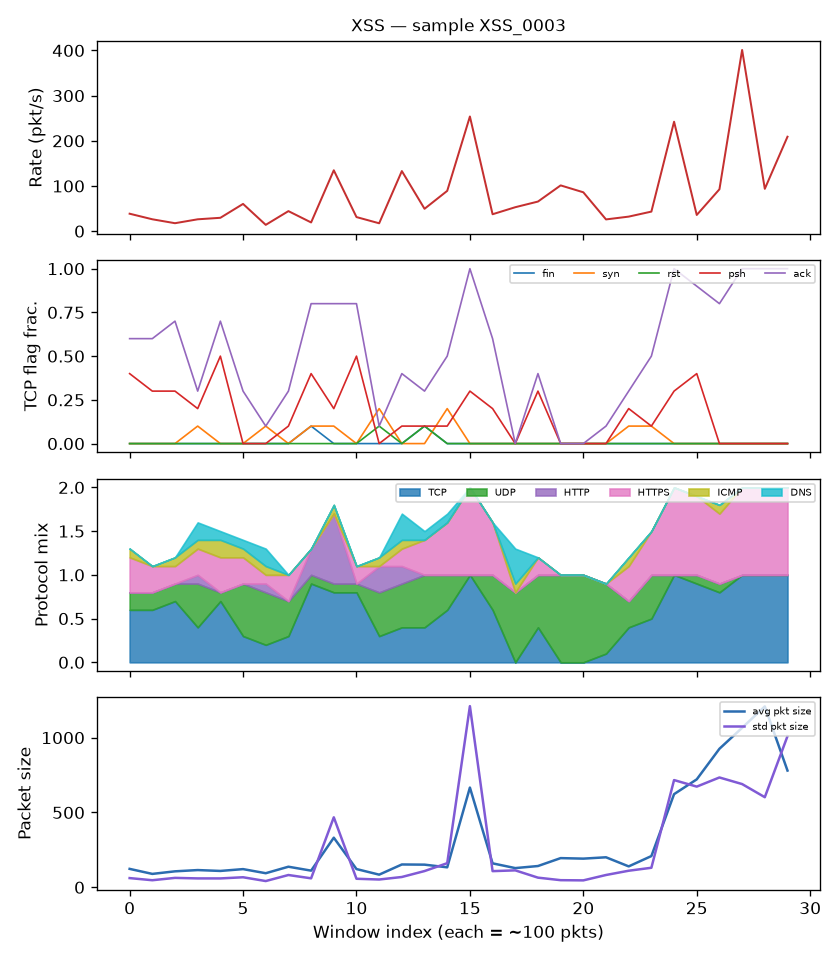 XSS — sample XSS_0003
Rate (pkt/s)
400
300
200
100
0
TCP flag frac.
1.00
0.75
0.50
0.25
0.00
fin syn rst psh ack
Protocol mix
2.0
1.5
1.0
0.5
0.0
TCP UDP HTTP HTTPS ICMP DNS
Packet size
1000
500
0
avg pkt size
std pkt size
0 5 10 15 20 25 30
Window index (each = ~100 pkts)